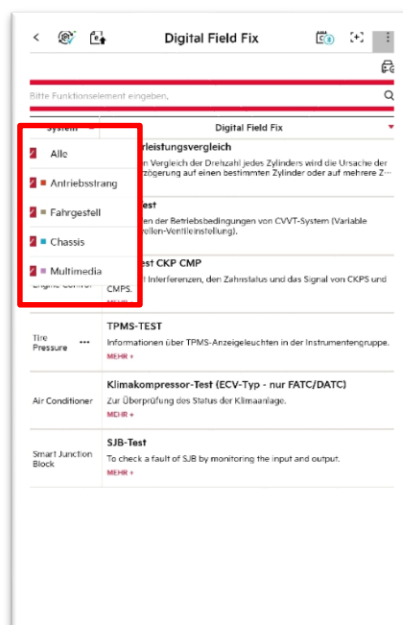 Digital Field Fix
Bitte Funktionselement eingeben.
System
Digital Field Fix
Alle
Antriebsstrang
Fahrgestell
Chassis
Multimedia
rleistungsvergleich
n Vergleich der Drehzahl jedes Zylinders wird die Ursache der
zögerung auf einen bestimmten Zylinder oder auf mehrere Z...
est
en der Betriebsbedingungen von CVVT-System (Variable
vellen-Ventileinstellung).
est CKP CMP
Interferenzen, den Zahnstatus und das Signal von CKPS und
CMPS.
Engine Control
MEHR +
Tire
Pressure
TPMS-TEST
Informationen über TPMS-Anzeigeleuchten in der Instrumentengruppe.
MEHR +
Air Conditioner
Klimakompressor-Test (ECV-Typ - nur FATC/DATC)
Zur Überprüfung des Status der Klimaanlage.
MEHR +
Smart Junction
Block
SJB-Test
To check a fault of SJB by monitoring the input and output.
MEHR +